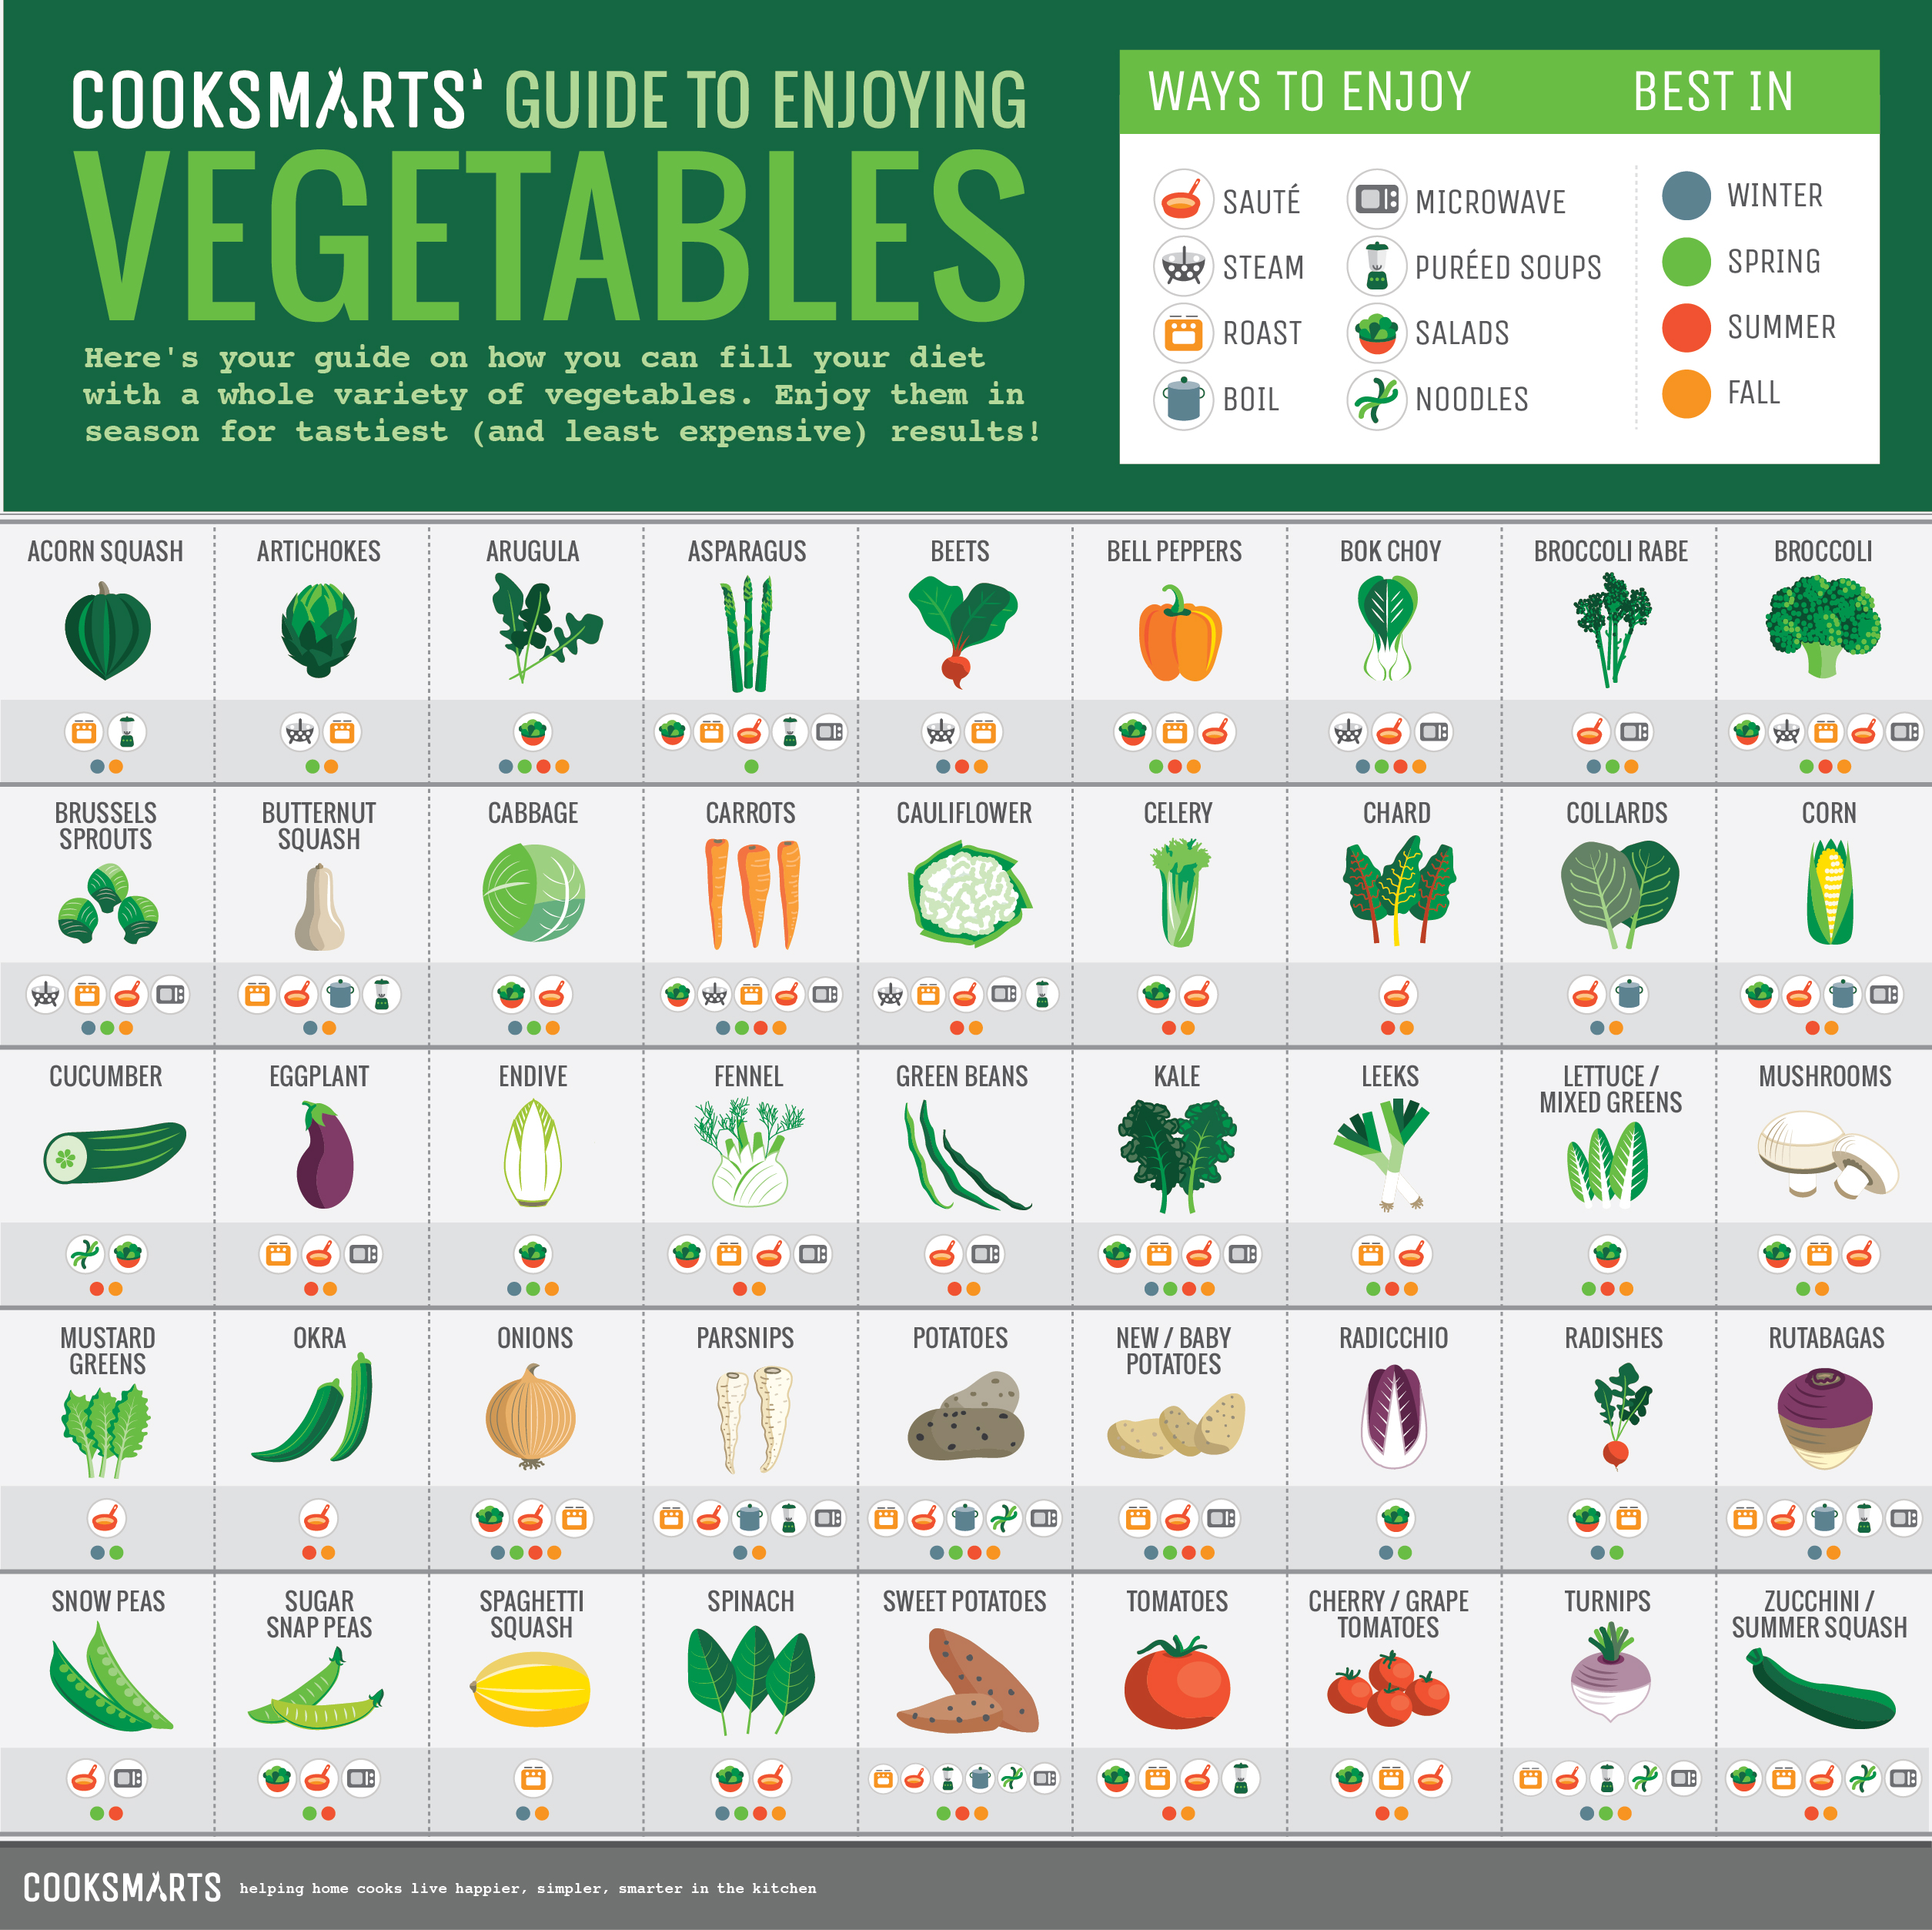 COOKSMARTS' GUIDE TO ENJOYING
VEGETABLES
Here's your guide on how you can fill your diet
with a whole variety of vegetables. Enjoy them in
season for tastiest (and least expensive) results!
WAYS TO ENJOY
BEST IN
SAUTÉ
MICROWAVE
WINTER
STEAM
PURÉED SOUPS
SPRING
ROAST
SALADS
SUMMER
BOIL
NOODLES
FALL
ACORN SQUASH
ARTICHOKES
ARUGULA
ASPARAGUS
BEETS
BELL PEPPERS
BOK CHOY
BROCCOLI RABE
BROCCOLI
BRUSSELS
SPROUTS
BUTTERNUT
SQUASH
CABBAGE
CARROTS
CAULIFLOWER
CELERY
CHARD
COLLARDS
CORN
CUCUMBER
EGGPLANT
ENDIVE
FENNEL
GREEN BEANS
KALE
LEEKS
LETTUCE /
MIXED GREENS
MUSHROOMS
MUSTARD
GREENS
OKRA
ONIONS
PARSNIPS
POTATOES
NEW / BABY
POTATOES
RADICCHIO
RADISHES
RUTABAGAS
SNOW PEAS
SUGAR
SNAP PEAS
SPAGHETTI
SQUASH
SPINACH
SWEET POTATOES
TOMATOES
CHERRY / GRAPE
TOMATOES
TURNIPS
ZUCCHINI /
SUMMER SQUASH
COOKSMARTS
helping home cooks live happier, simpler, smarter in the kitchen